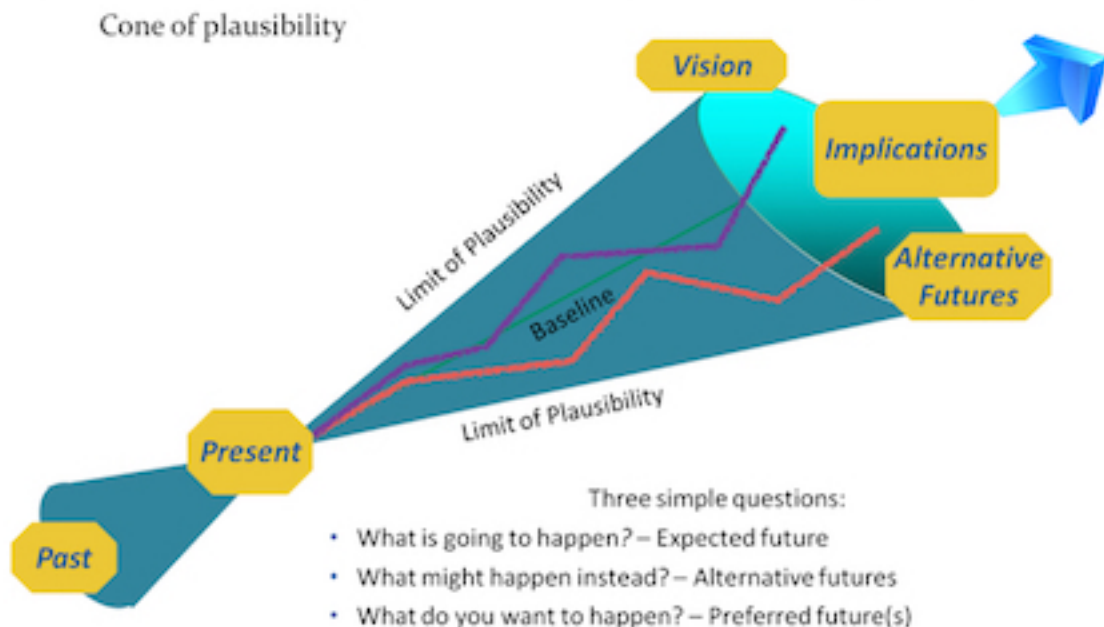 Cone of plausibility
Vision
Implications
Limit of Plausibility
Alternative
Futures
Baseline
Limit of Plausibility
Present
Past
Three simple questions:
• What is going to happen? – Expected future
• What might happen instead? – Alternative futures
• What do you want to happen? – Preferred future(s)